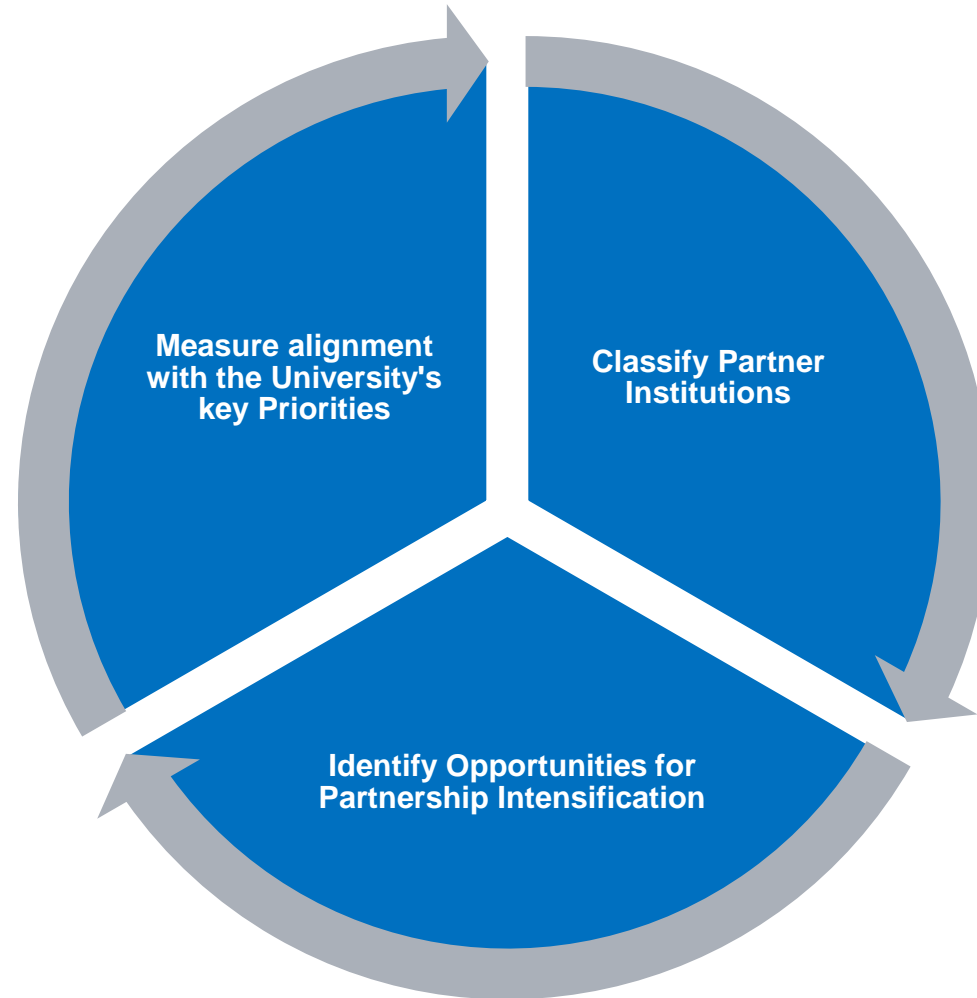 Measure alignment
with the University's
key Priorities
Classify Partner
Institutions
Identify Opportunities for
Partnership Intensification